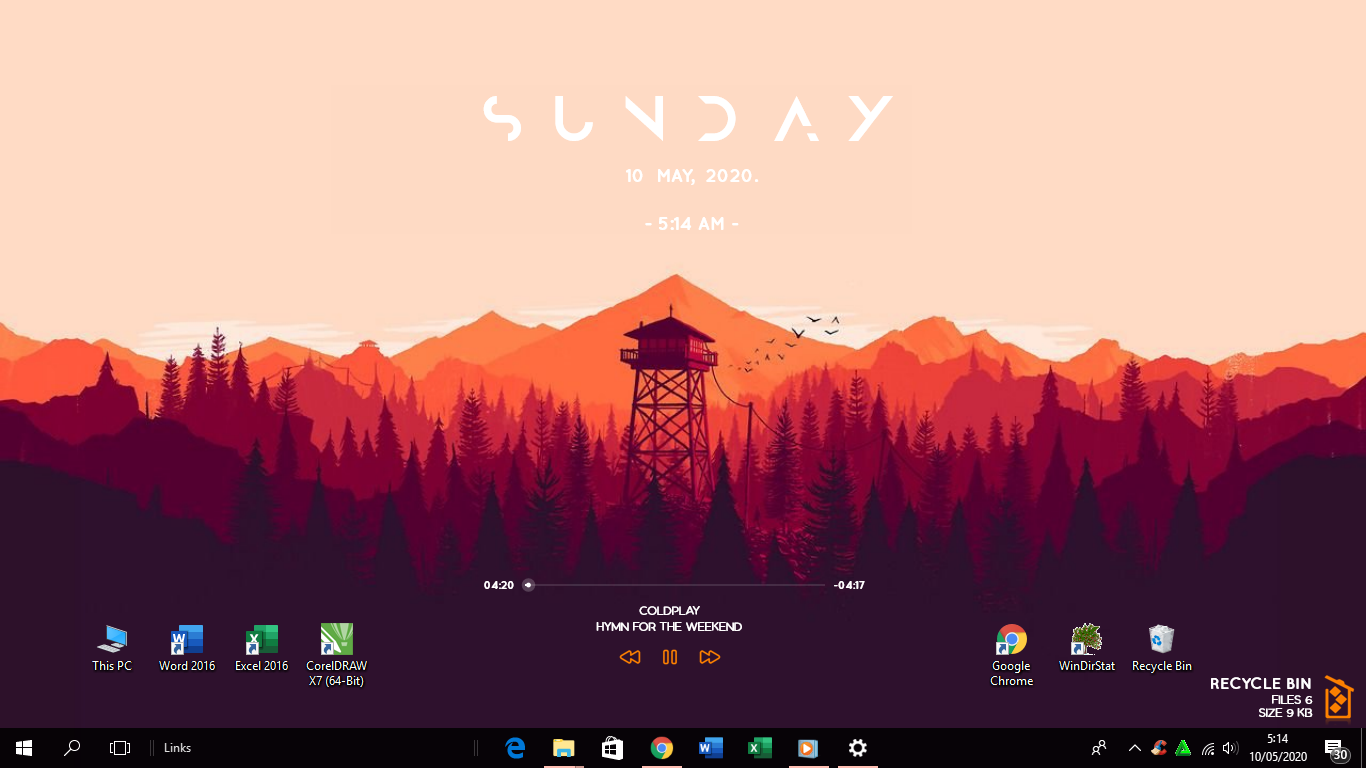 SUNDAY
10 MAY, 2020.
- 5:14 AM -
04:20
-04:17
COLDPLAY
HYMN FOR THE WEEKEND
This PC
Word 2016
Excel 2016
CorelDRAW
X7 (64-Bit)
Google
Chrome
WinDirStat
Recycle Bin
RECYCLE BIN
FILES 6
SIZE 9 KB
Links
5:14
10/05/2020
30